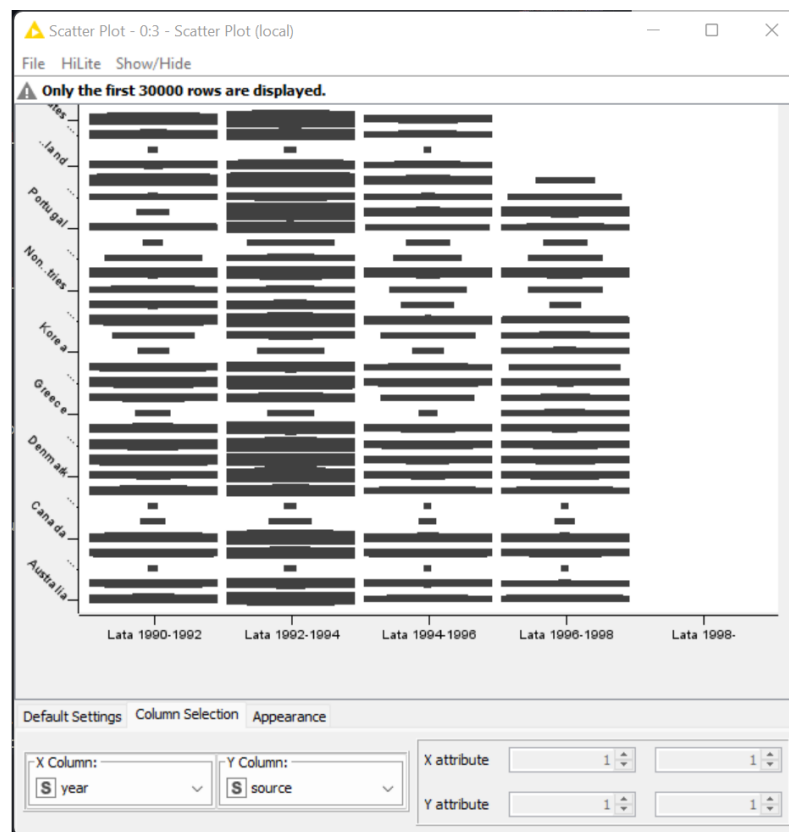 Scatter Plot - 0:3 - Scatter Plot (local)
File HiLite Show/Hide
Only the first 30000 rows are displayed.
...
..land
...
Portugal
...
Non..tries
...
Korea
...
Greece
...
Denmark
...
Canada
...
Australia
Lata 1990-1992 Lata 1992-1994 Lata 1994-1996 Lata 1996-1998 Lata 1998-
Default Settings Column Selection Appearance
X Column: Y Column:
S year S source
X attribute 1 1
Y attribute 1 1